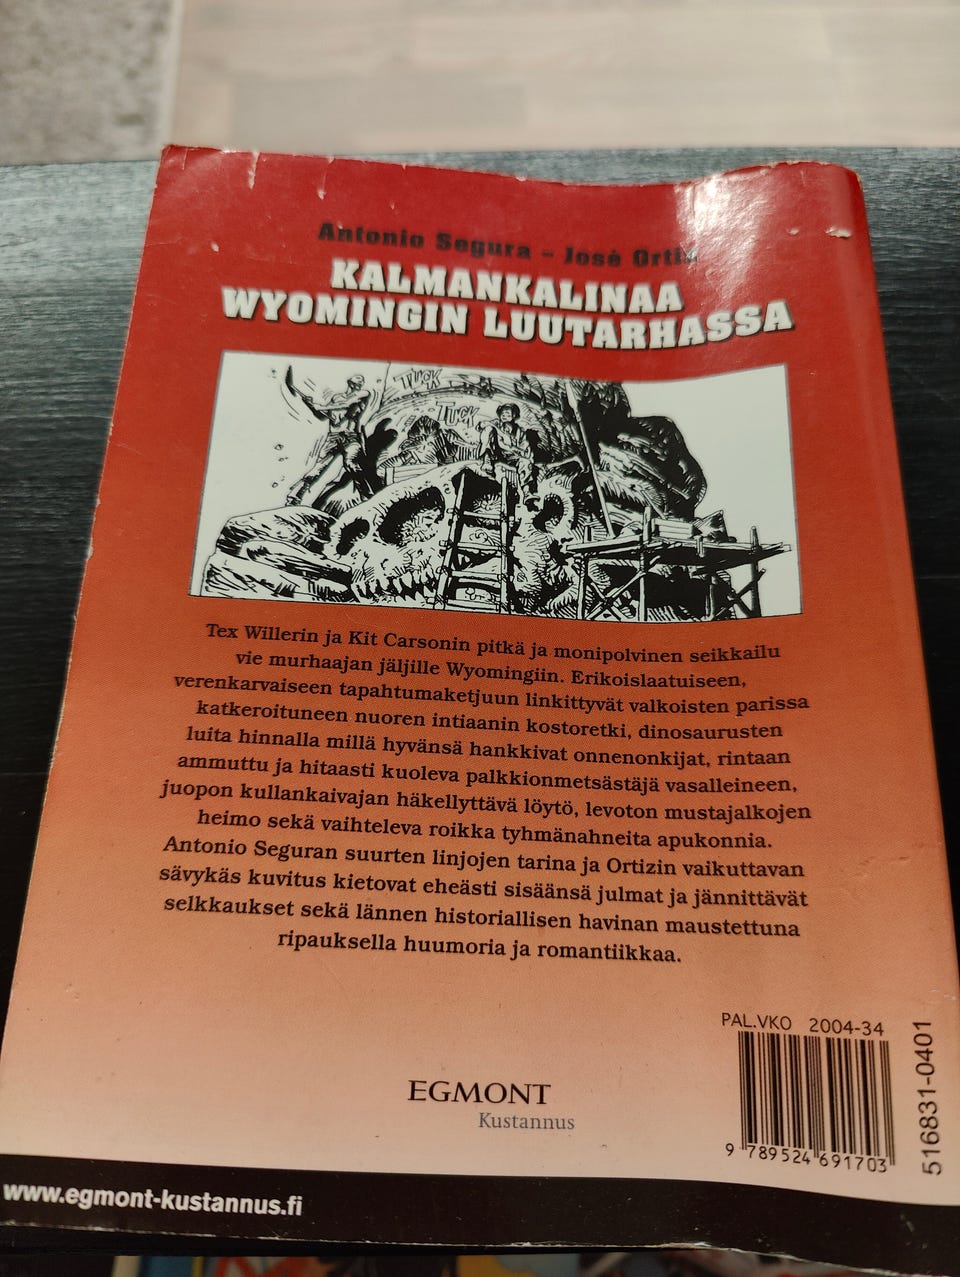 Antonio Segura – José Ortiz
KALMANKALINAA
WYOMINGIN LUUTARHASSA
TUCK
TUCK
Tex Willerin ja Kit Carsonin pitkä ja monipolvinen seikkailu
vie murhaajan jäljille Wyomingiin. Erikoislaatuiseen,
verenkarvaiseen tapahtumaketjuun linkittyvät valkoisten parissa
katkeroituneen nuoren intiaanin kostoretki, dinosaurusten
luita hinnalla millä hyvänsä hankkivat onnenonkijat, rintaan
ammuttu ja hitaasti kuoleva palkkionmetsästäjä vasalleineen,
juopon kullankaivajan häkellyttävä löytö, levoton mustajalkojen
heimo sekä vaihteleva roikka tyhmänahneita apukonnia.
Antonio Seguran suurten linjojen tarina ja Ortizin vaikuttavan
sävykäs kuvitus kietovat eheästi sisäänsä julmat ja jännittävät
selkkaukset sekä lännen historiallisen havinan maustettuna
ripauksella huumoria ja romantiikkaa.
PAL.VKO 2004-34
9 789524 691703
516831-0401
EGMONT
Kustannus
www.egmont-kustannus.fi